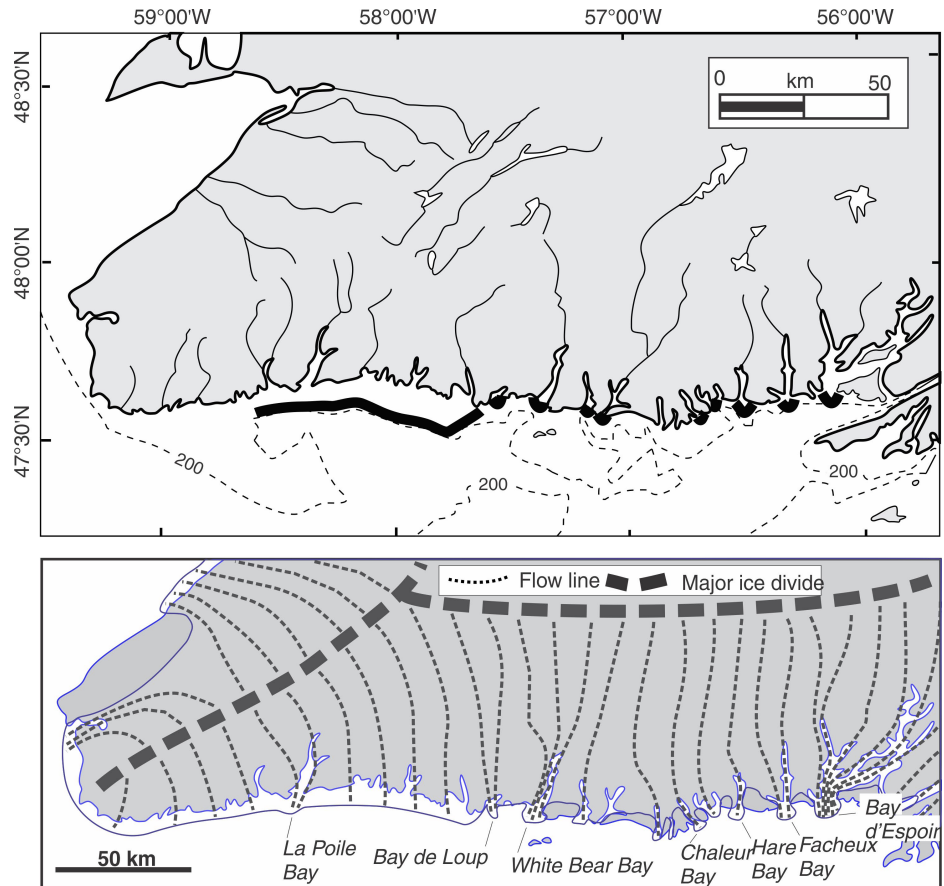 59°00'W 58°00'W 57°00'W 56°00'W
48°30'N
0 km 50
48°00'N
47°30'N
200
200
200
Flow line Major ice divide
50 km
La Poile
Bay
Bay de Loup
White Bear Bay
Chaleur
Bay
Hare
Bay
Facheux
Bay
Bay
d'Espoir